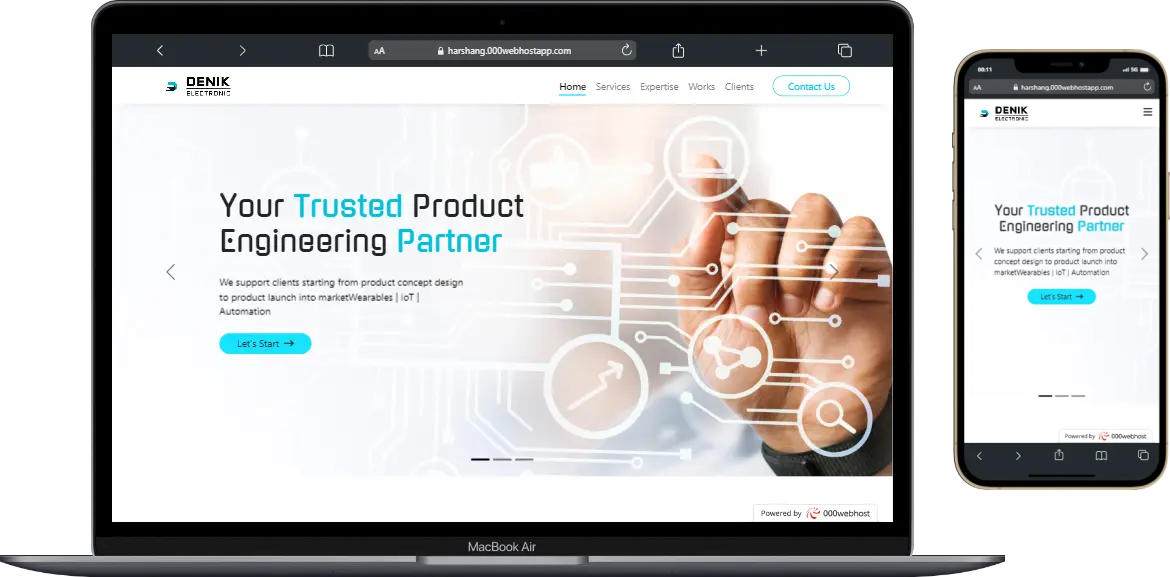 AA harshang.000webhostapp.com
DENIK
ELECTRONIC
Home Services Expertise Works Clients Contact Us
Your Trusted Product
Engineering Partner
We support clients starting from product concept design
to product launch into marketWearables | IoT |
Automation
Let's Start →
Powered by 000webhost
MacBook Air
00:11 5G
AA harshang.000webhostapp.com
DENIK
ELECTRONIC
Your Trusted Product
Engineering Partner
We support clients starting from product
concept design to product launch into
marketWearables | IoT | Automation
Let's Start →
Powered by 000webhost